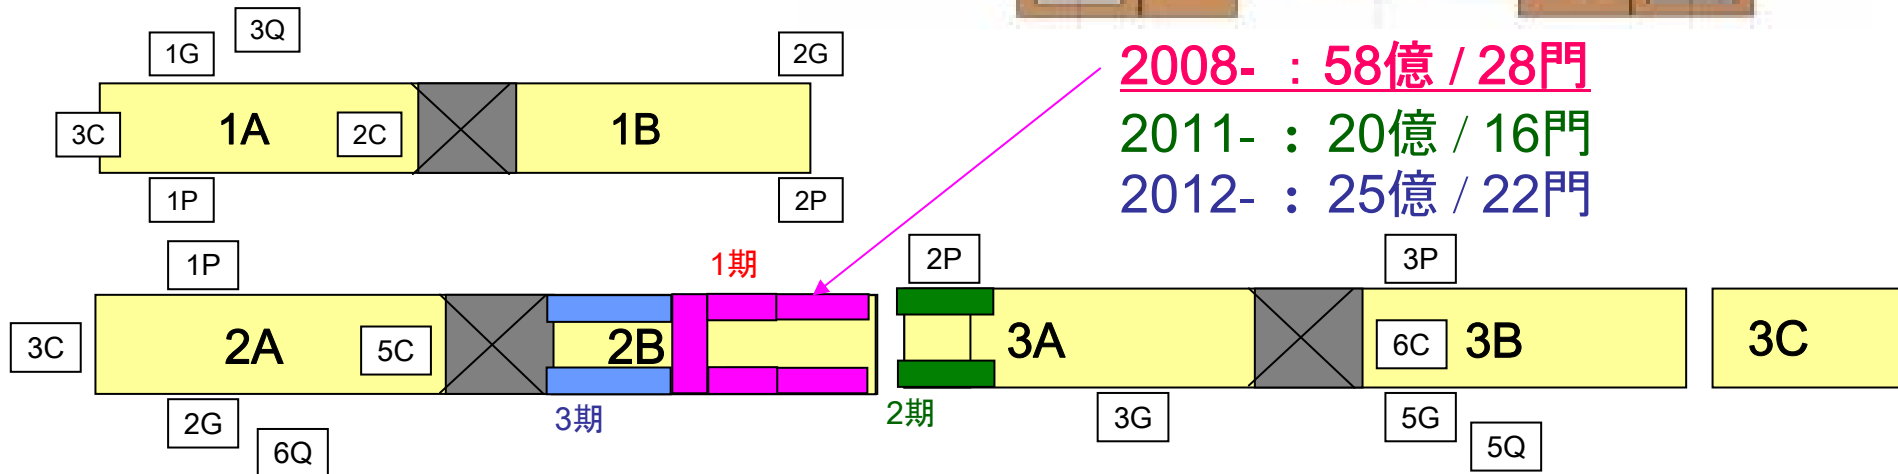 3Q
1G
2G
2008- : 58億 / 28門
3C
1A
2C
1B
2011- : 20億 / 16門
1P
2P
2012- : 25億 / 22門
1P
1期
2P
3P
3C
2A
5C
2B
3A
6C
3B
3C
2G
3期
2期
3G
5G
6Q
5Q